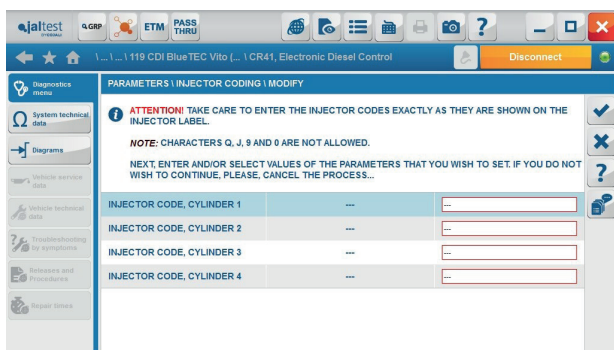 jaltest
GRP
ETM
PASS
THRU
\ ... \ ... \ 119 CDI BlueTEC Vito (... \ CR41, Electronic Diesel Control
Disconnect
Diagnostics
menu
PARAMETERS \ INJECTOR CODING \ MODIFY
System technical
data
ATTENTION! TAKE CARE TO ENTER THE INJECTOR CODES EXACTLY AS THEY ARE SHOWN ON THE
INJECTOR LABEL.
Diagrams
NOTE: CHARACTERS Q, J, 9 AND 0 ARE NOT ALLOWED.
NEXT, ENTER AND/OR SELECT VALUES OF THE PARAMETERS THAT YOU WISH TO SET. IF YOU DO NOT
WISH TO CONTINUE, PLEASE, CANCEL THE PROCESS...
Vehicle service
data
INJECTOR CODE, CYLINDER 1 --- ---
Vehicle technical
data
INJECTOR CODE, CYLINDER 2 --- ---
Troubleshooting
by symptoms
INJECTOR CODE, CYLINDER 3 --- ---
Releases and
Procedures
INJECTOR CODE, CYLINDER 4 --- ---
Repair times